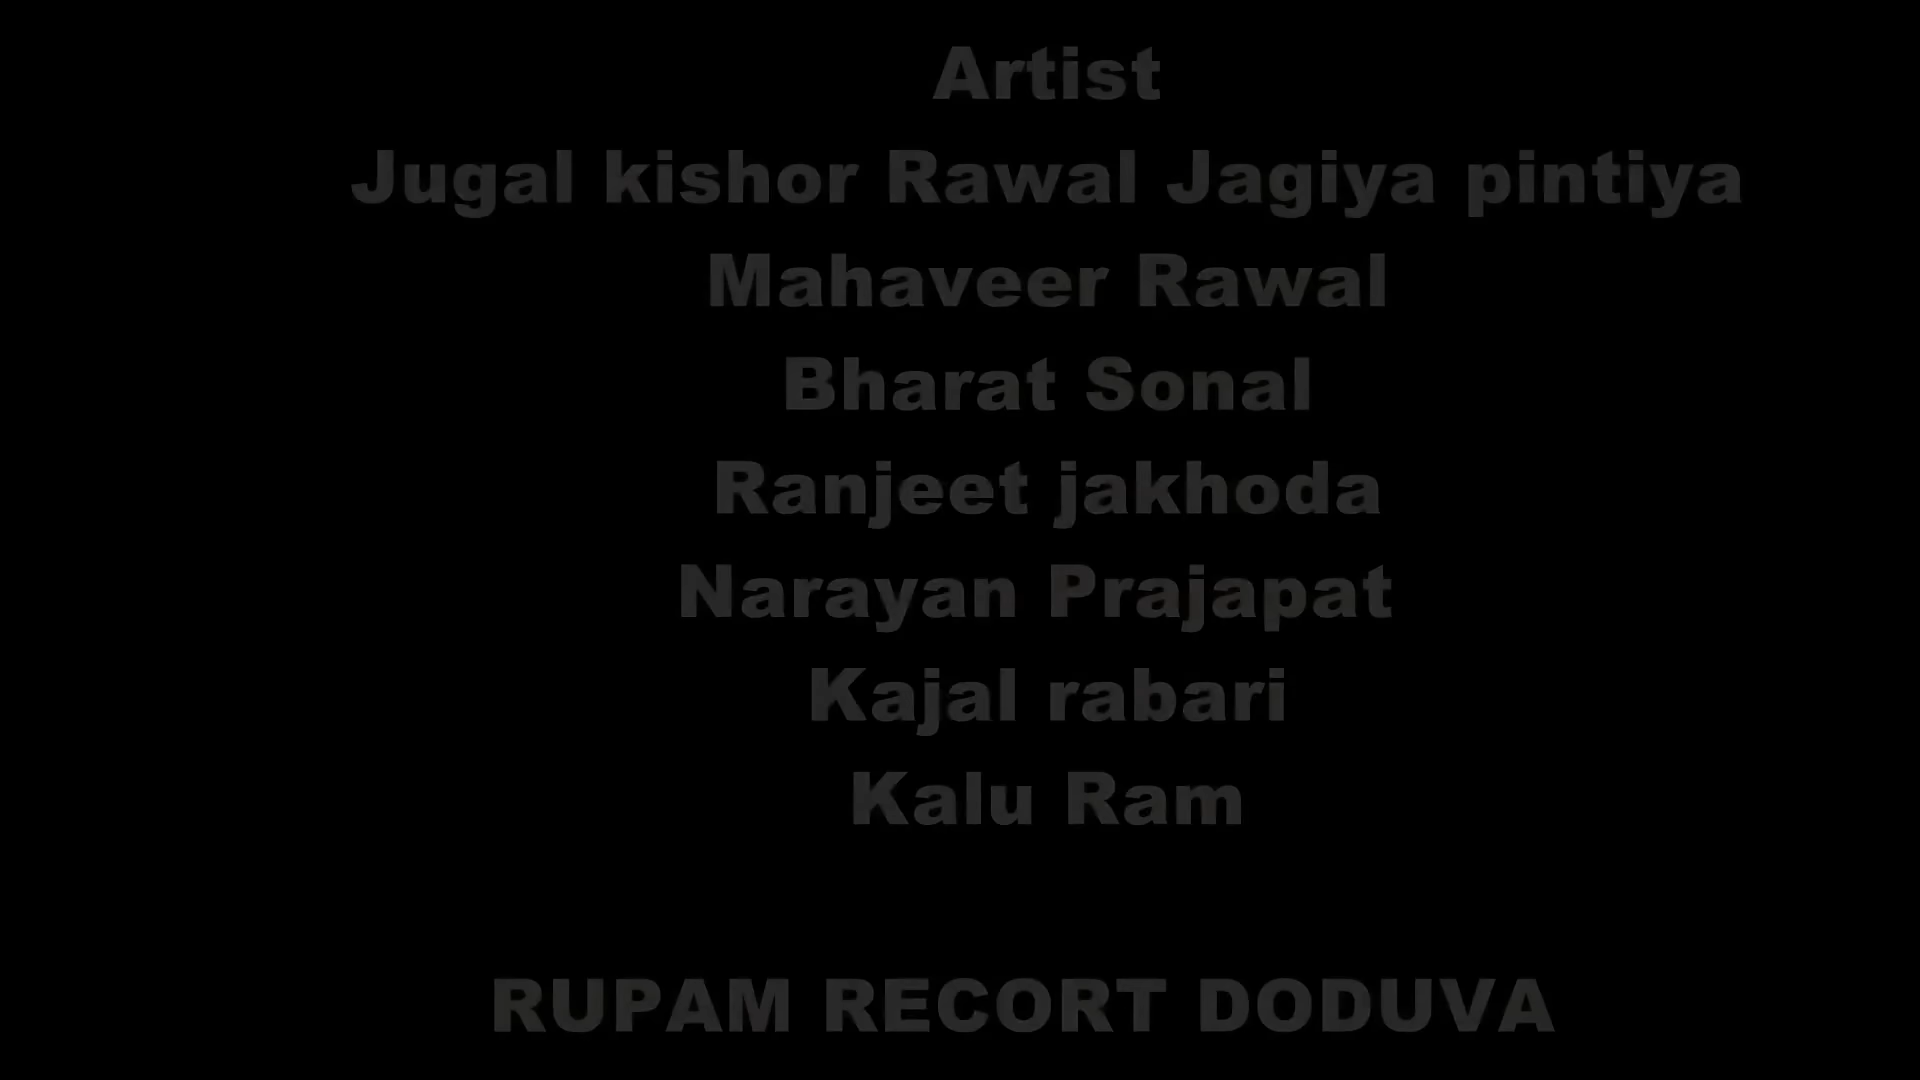 Artist
Jugal kishor Rawal Jagiya pintiya
Mahaveer Rawal
Bharat Sonal
Ranjeet jakhoda
Narayan Prajapat
Kajal rabari
Kalu Ram
RUPAM RECORT DODUVA